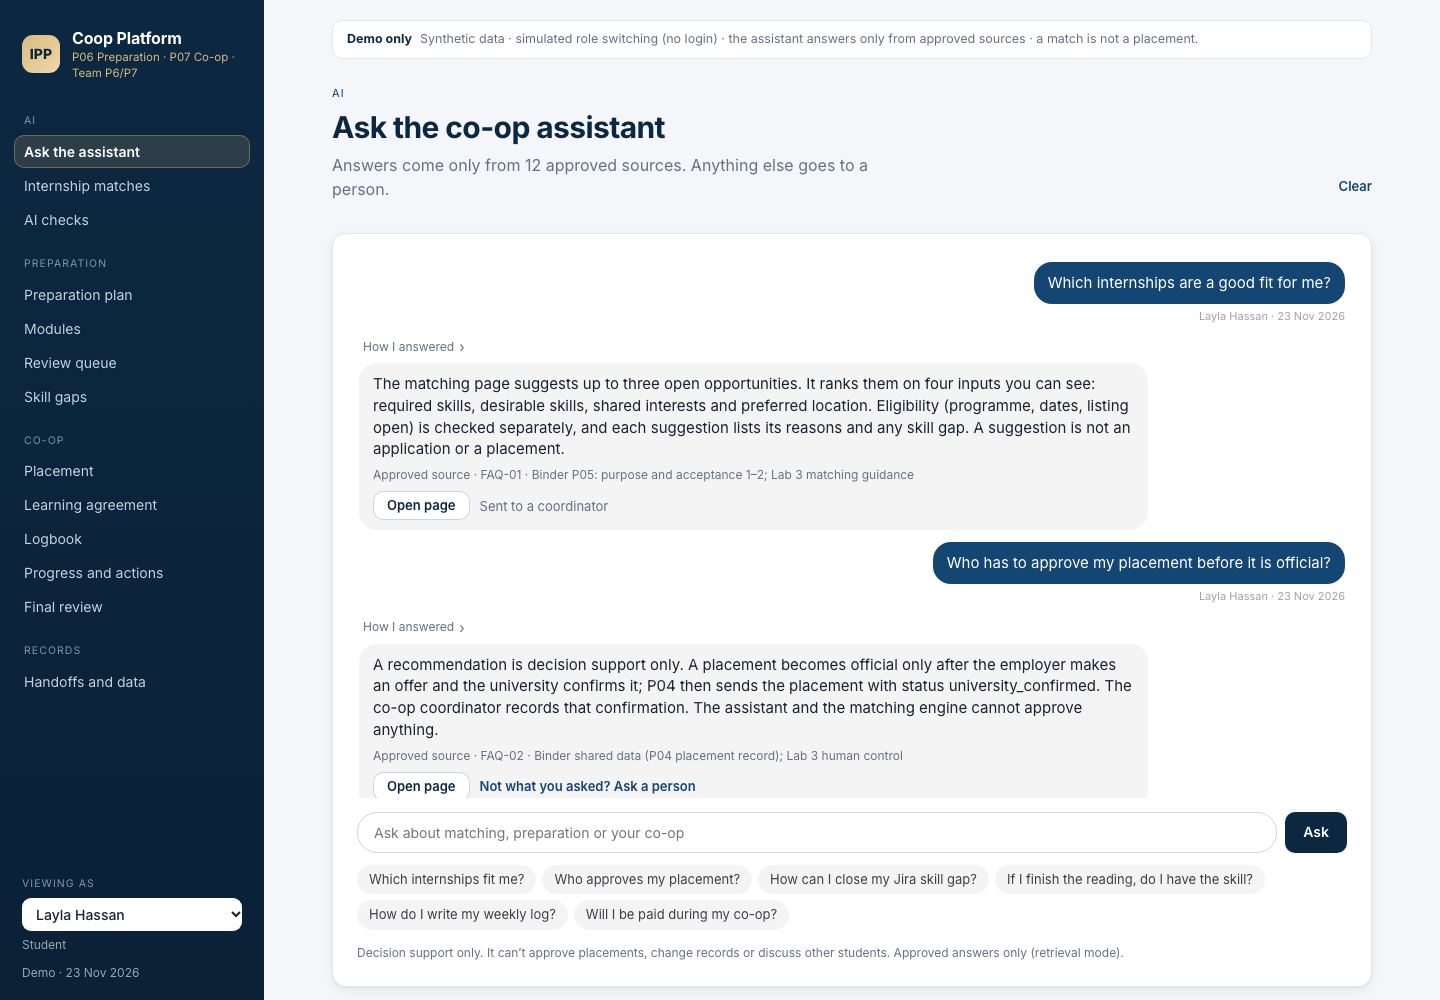 IPP
Coop Platform
P06 Preparation · P07 Co-op ·
Team P6/P7
AI
Ask the assistant
Internship matches
AI checks
PREPARATION
Preparation plan
Modules
Review queue
Skill gaps
CO-OP
Placement
Learning agreement
Logbook
Progress and actions
Final review
RECORDS
Handoffs and data
VIEWING AS
Layla Hassan
Student
Demo · 23 Nov 2026
Demo only Synthetic data · simulated role switching (no login) · the assistant answers only from approved sources · a match is not a placement.
AI
Ask the co-op assistant
Answers come only from 12 approved sources. Anything else goes to a
person.
Clear
Which internships are a good fit for me?
Layla Hassan · 23 Nov 2026
How I answered ›
The matching page suggests up to three open opportunities. It ranks them on four inputs you can see:
required skills, desirable skills, shared interests and preferred location. Eligibility (programme, dates, listing
open) is checked separately, and each suggestion lists its reasons and any skill gap. A suggestion is not an
application or a placement.
Approved source · FAQ-01 · Binder P05: purpose and acceptance 1–2; Lab 3 matching guidance
Open page Sent to a coordinator
Who has to approve my placement before it is official?
Layla Hassan · 23 Nov 2026
How I answered ›
A recommendation is decision support only. A placement becomes official only after the employer makes
an offer and the university confirms it; P04 then sends the placement with status university_confirmed. The
co-op coordinator records that confirmation. The assistant and the matching engine cannot approve
anything.
Approved source · FAQ-02 · Binder shared data (P04 placement record); Lab 3 human control
Open page Not what you asked? Ask a person
Ask about matching, preparation or your co-op
Ask
Which internships fit me? Who approves my placement? How can I close my Jira skill gap? If I finish the reading, do I have the skill?
How do I write my weekly log? Will I be paid during my co-op?
Decision support only. It can’t approve placements, change records or discuss other students. Approved answers only (retrieval mode).